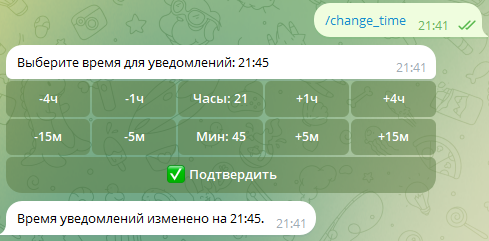 /change_time 21:41
Выберите время для уведомлений: 21:45 21:41
-4ч -1ч Часы: 21 +1ч +4ч
-15м -5м Мин: 45 +5м +15м
✅ Подтвердить
Время уведомлений изменено на 21:45. 21:41